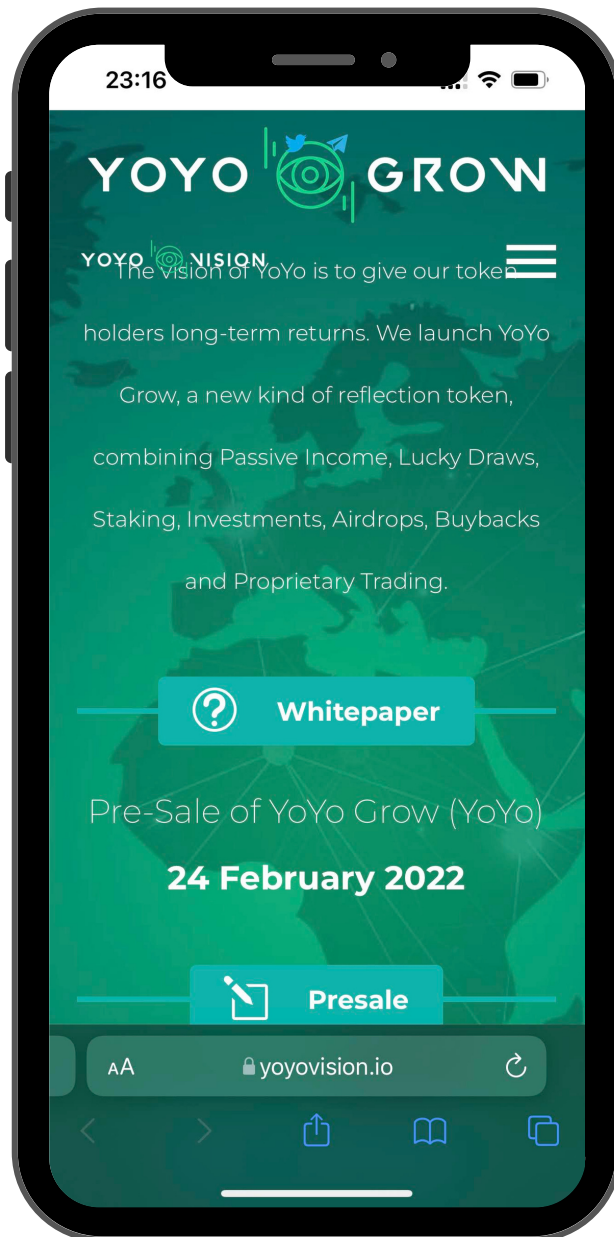 23:16
YOYO GROW
YOYO VISION
The vision of YoYo is to give our token
holders long-term returns. We launch YoYo
Grow, a new kind of reflection token,
combining Passive Income, Lucky Draws,
Staking, Investments, Airdrops, Buybacks
and Proprietary Trading.
? Whitepaper
Pre-Sale of YoYo Grow (YoYo)
24 February 2022
Presale
AA yoyovision.io